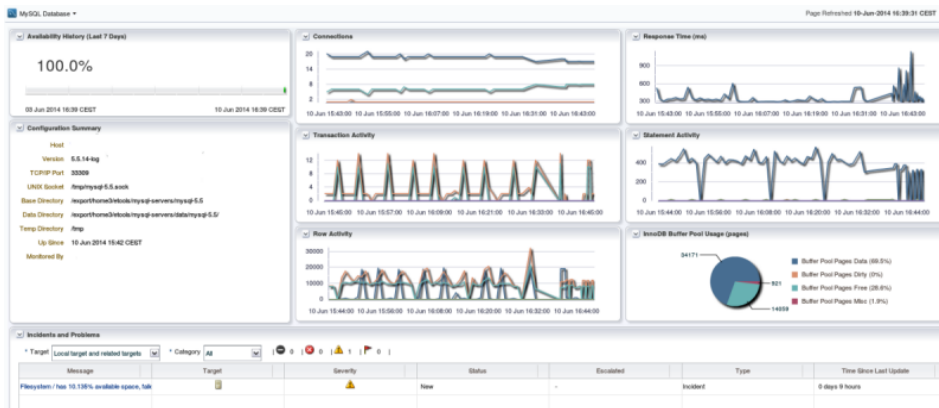 MySQL Database
Page Refreshed 10-Jun-2014 16:39:31 CEST
Availability History (Last 7 Days)
100.0%
03 Jun 2014 16:39 CEST 10 Jun 2014 16:39 CEST
Configuration Summary
Host
Version 5.5.14-log
TCP/IP Port 33309
UNIX Socket /tmp/mysql-5.5.sock
Base Directory /export/home3/etools/mysql-servers/mysql-5.5
Data Directory /export/home3/etools/mysql-servers/data/mysql-5.5/
Temp Directory /tmp
Up Since 10 Jun 2014 15:42 CEST
Monitored By
Connections
20
14
8
2
10 Jun 15:43:00 10 Jun 15:55:00 10 Jun 16:07:00 10 Jun 16:19:00 10 Jun 16:31:00 10 Jun 16:43:00
Transaction Activity
12
8
4
0
10 Jun 15:45:00 10 Jun 15:57:00 10 Jun 16:09:00 10 Jun 16:21:00 10 Jun 16:33:00 10 Jun 16:45:00
Row Activity
30000
20000
10000
0
10 Jun 15:44:00 10 Jun 15:56:00 10 Jun 16:08:00 10 Jun 16:20:00 10 Jun 16:32:00 10 Jun 16:44:00
Response Time (ms)
900
600
300
10 Jun 15:43:00 10 Jun 15:55:00 10 Jun 16:07:00 10 Jun 16:19:00 10 Jun 16:31:00 10 Jun 16:43:00
Statement Activity
400
200
0
10 Jun 15:44:00 10 Jun 15:56:00 10 Jun 16:08:00 10 Jun 16:20:00 10 Jun 16:32:00 10 Jun 16:44:00
InnoDB Buffer Pool Usage (pages)
54171
921
14059
Buffer Pool Pages Data (69.5%)
Buffer Pool Pages Dirty (0%)
Buffer Pool Pages Free (28.6%)
Buffer Pool Pages Misc (1.9%)
Incidents and Problems
* Target Local target and related targets * Category All | 0 | 0 | 1 | 0 |
Message Target Severity Status Escalated Type Time Since Last Update
Filesystem / has 10.135% available space, New - Incident 0 days 9 hours